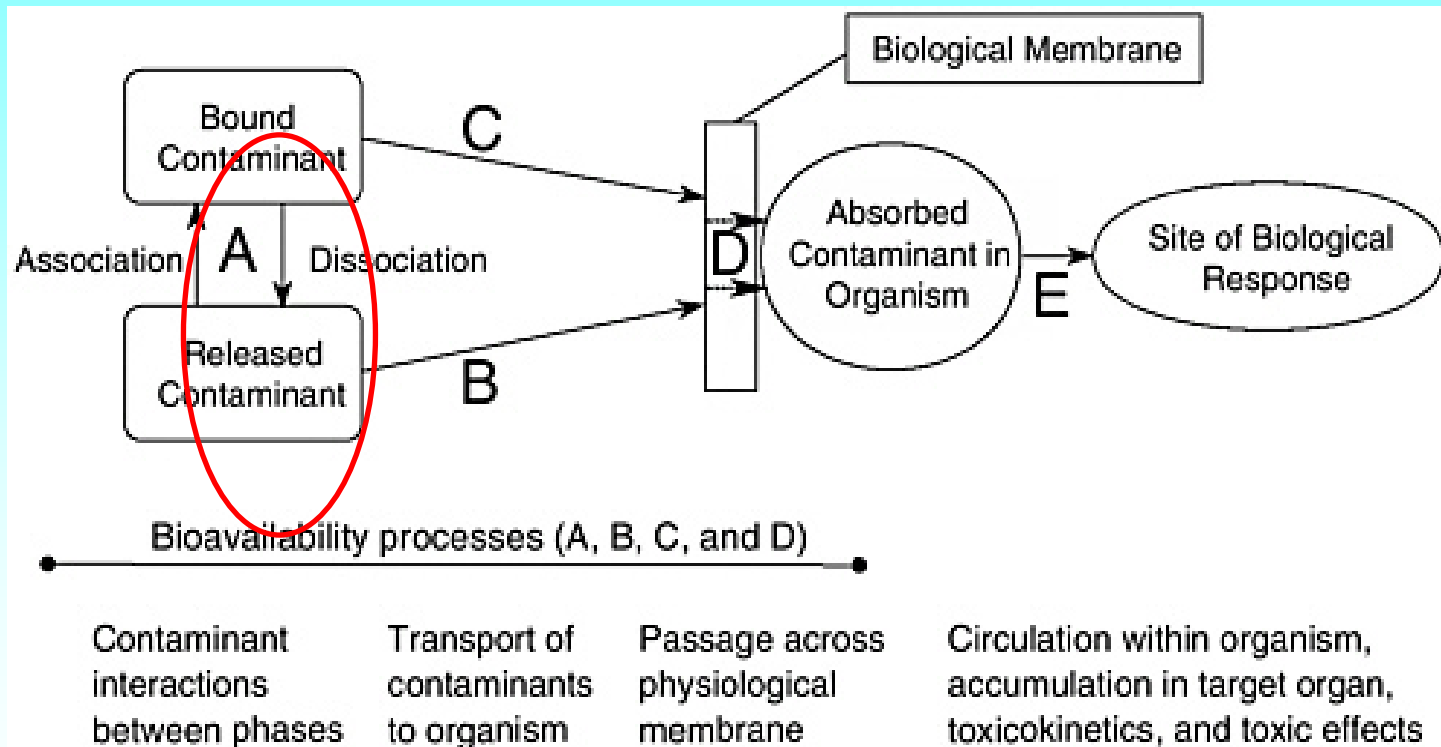 Biological Membrane
Bound
Contaminant
C
Association
A
Dissociation
Released
Contaminant
B
D
Absorbed
Contaminant in
Organism
E
Site of Biological
Response
Bioavailability processes (A, B, C, and D)
Contaminant
interactions
between phases
Transport of
contaminants
to organism
Passage across
physiological
membrane
Circulation within organism,
accumulation in target organ,
toxicokinetics, and toxic effects